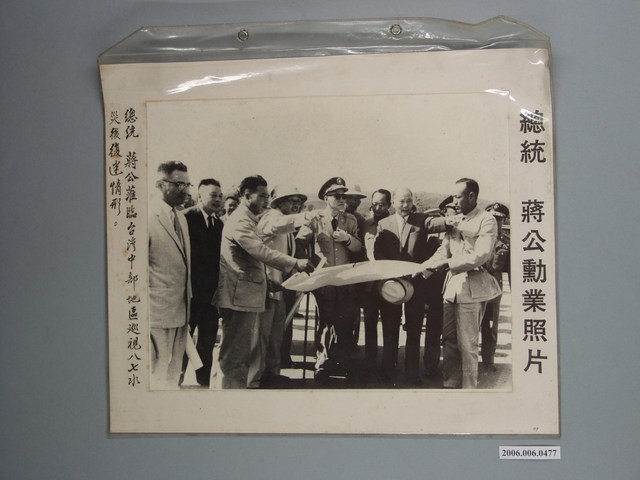 總統 蔣公勳業照片
總統 蔣公蒞臨台灣中部地區巡視八七水
災後復建情形。
2006.006.0477